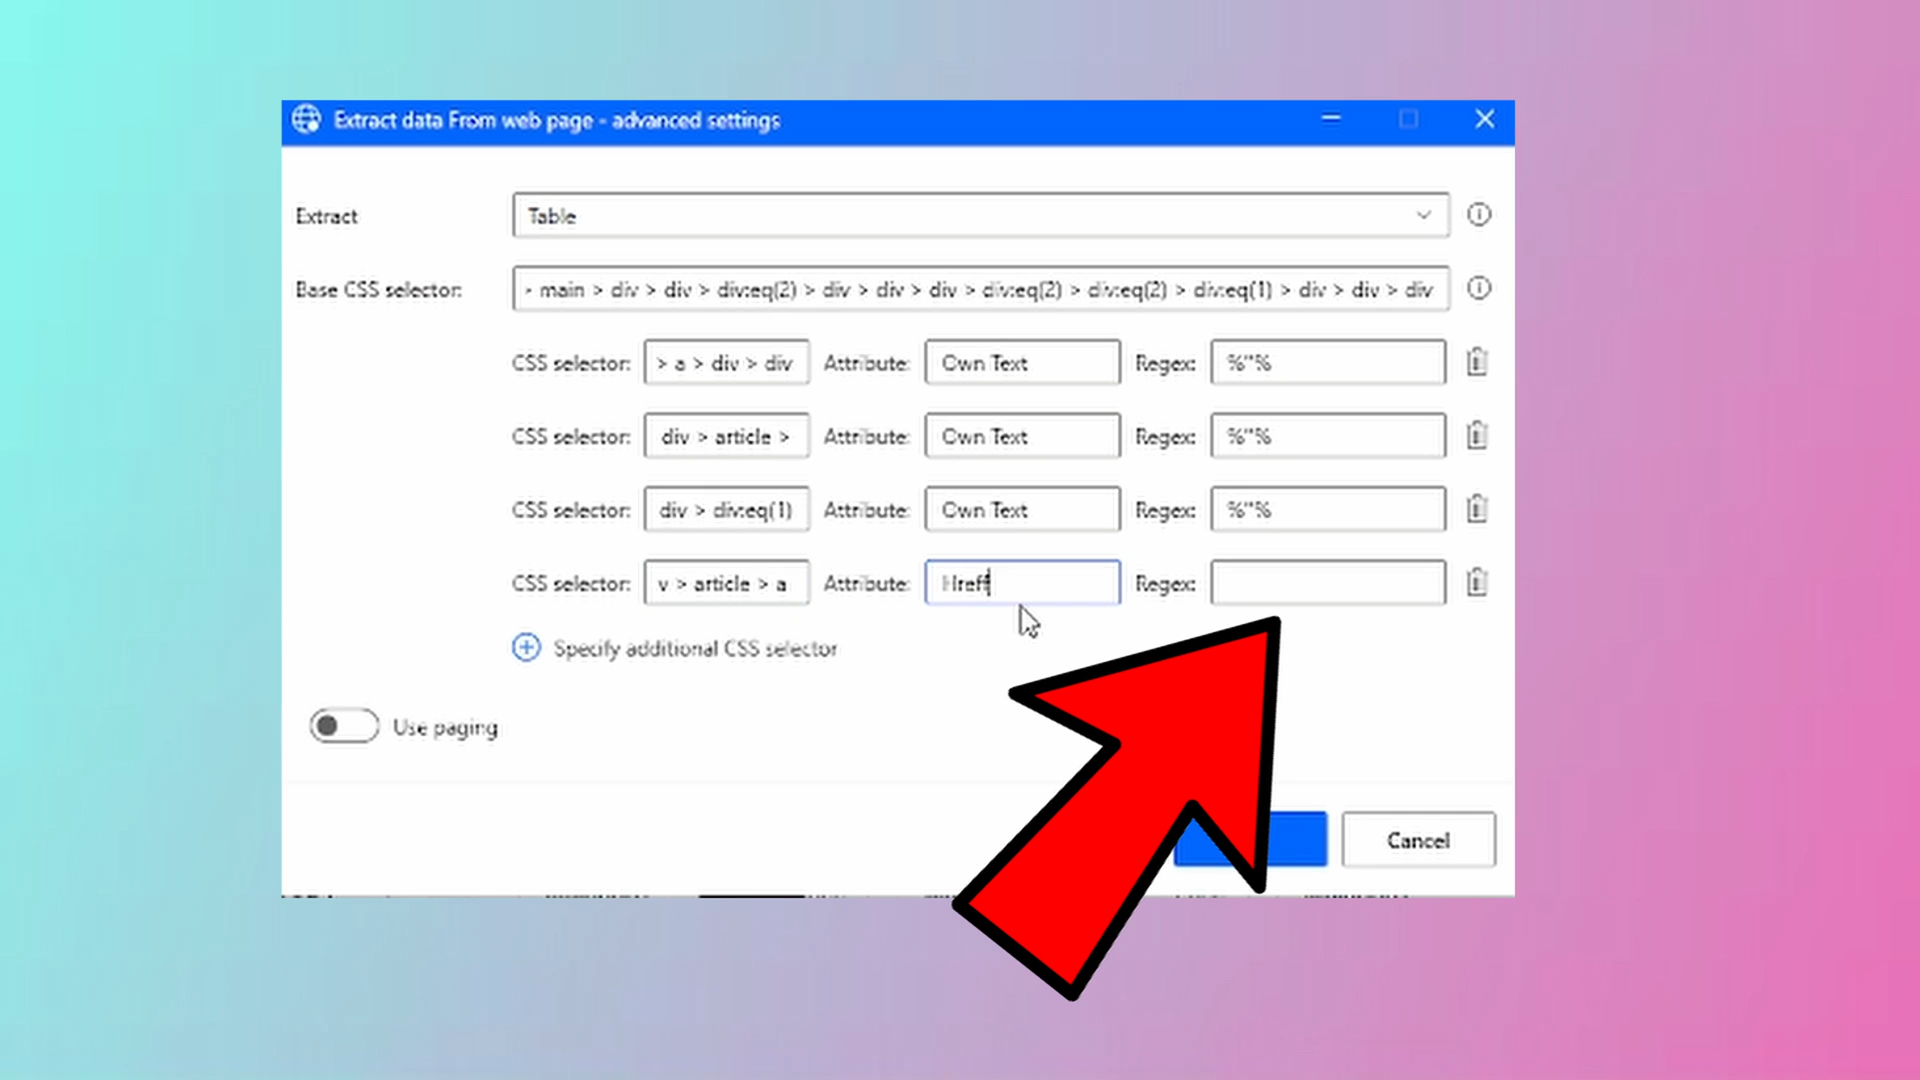 Extract data From web page - advanced settings
Extract Table
Base CSS selector: > main > div > div > div:eq(2) > div > div > div > div:eq(2) > div:eq(2) > div:eq(1) > div > div > div
CSS selector: > a > div > div Attribute: Own Text Regex: %''%
CSS selector: div > article > Attribute: Own Text Regex: %''%
CSS selector: div > div:eq(1) Attribute: Own Text Regex: %''%
CSS selector: v > article > a Attribute: Hreff Regex:
Specify additional CSS selector
Use paging
Cancel